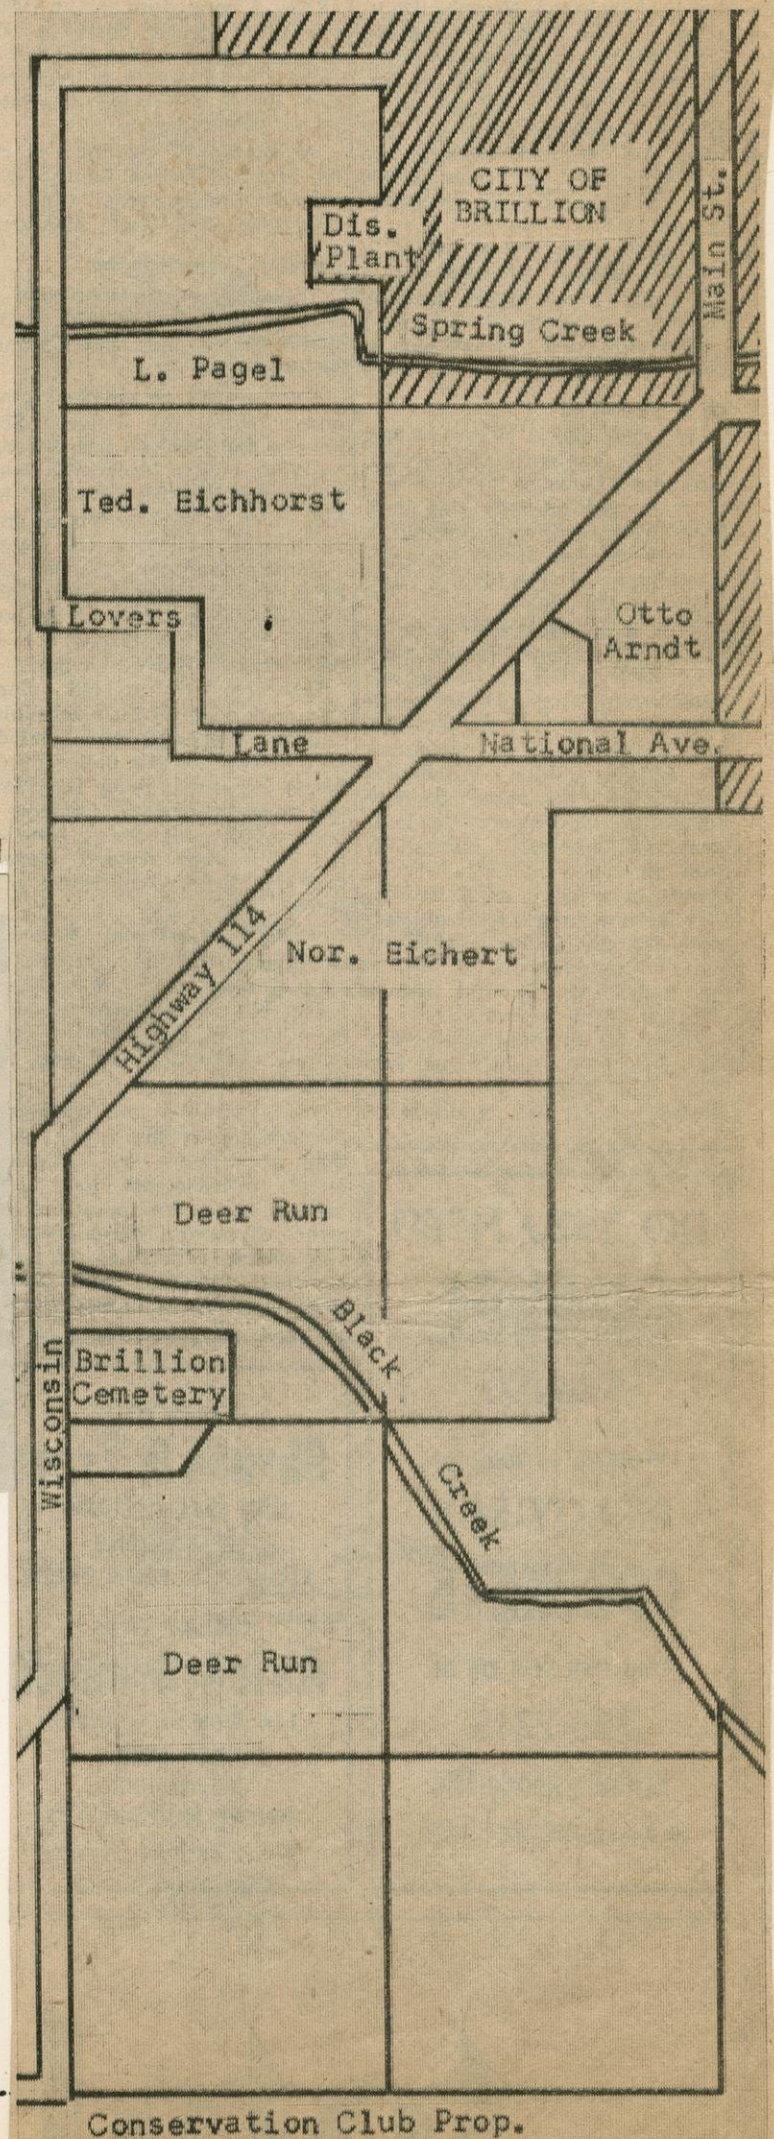 CITY OF
BRILLION
Main St.
Dis.
Plant
Spring Creek
L. Pagel
Ted. Eichhorst
Lovers
Otto
Arndt
Lane
National Ave.
Highway 114
Nor. Eichert
Deer Run
Black
Brillion
Cemetery
Wisconsin
Creek
Deer Run
Conservation Club Prop.